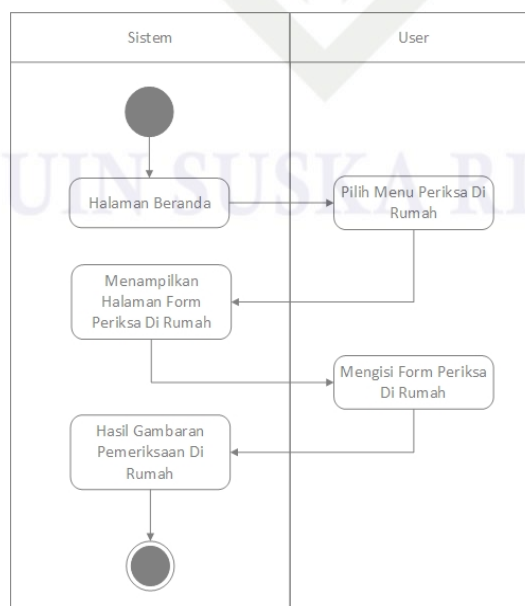 Sistem
User
UIN SUSKA RI
Halaman Beranda
Pilih Menu Periksa Di
Rumah
Menampilkan
Halaman Form
Periksa Di Rumah
Mengisi Form Periksa
Di Rumah
Hasil Gambaran
Pemeriksaan Di
Rumah